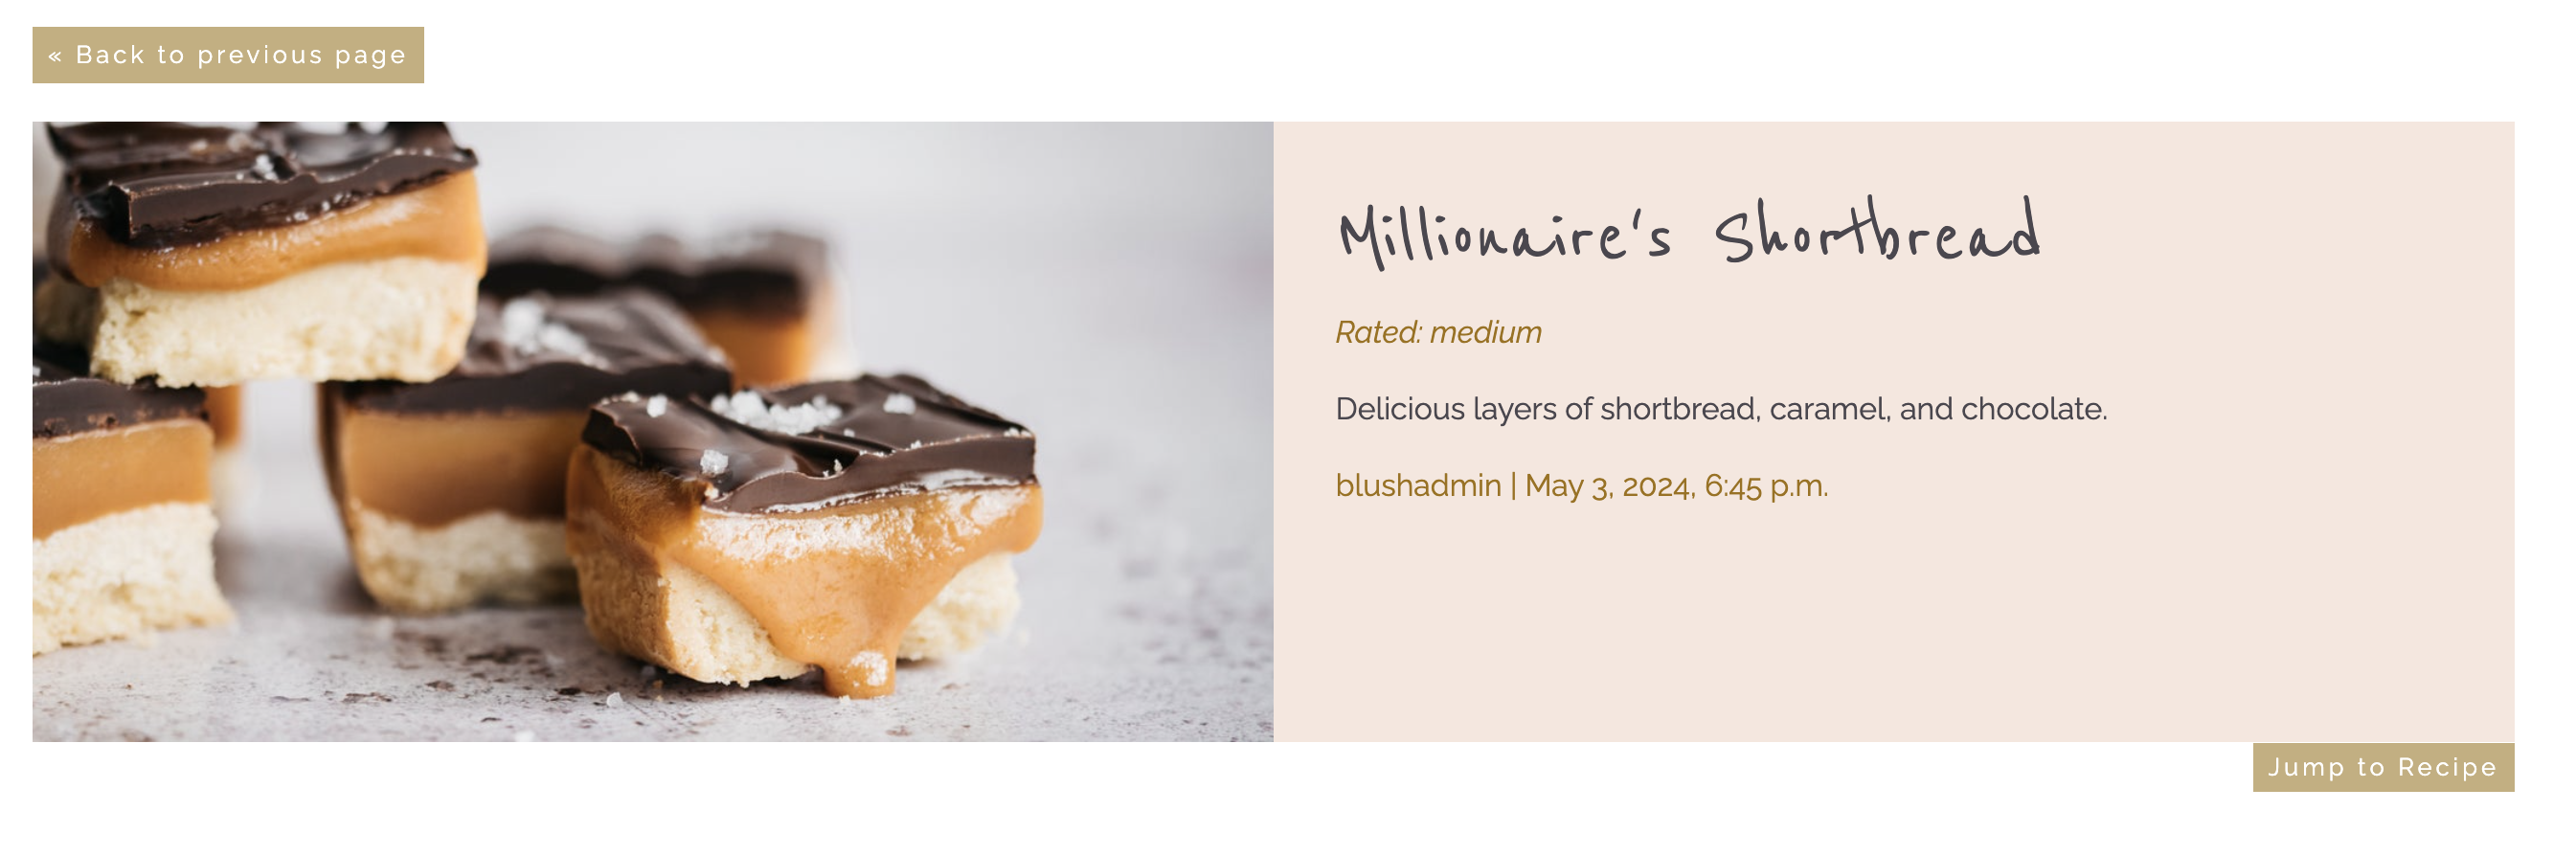 « Back to previous page
Millionaire's Shortbread
Rated: medium
Delicious layers of shortbread, caramel, and chocolate.
blushadmin | May 3, 2024, 6:45 p.m.
Jump to Recipe